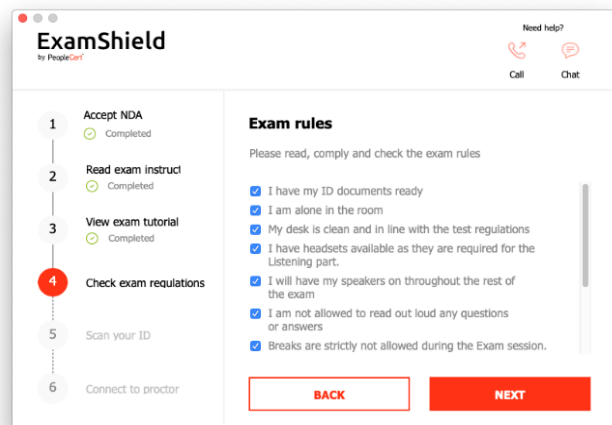 ExamShield
by PeopleCert
Need help?
Call
Chat
1
Accept NDA
Completed
2
Read exam instruct
Completed
3
View exam tutorial
Completed
4
Check exam regulations
5
Scan your ID
6
Connect to proctor
Exam rules
Please read, comply and check the exam rules
I have my ID documents ready
I am alone in the room
My desk is clean and in line with the test regulations
I have headsets available as they are required for the
Listening part.
I will have my speakers on throughout the rest of
the exam
I am not allowed to read out loud any questions
or answers
Breaks are strictly not allowed during the Exam session.
BACK
NEXT